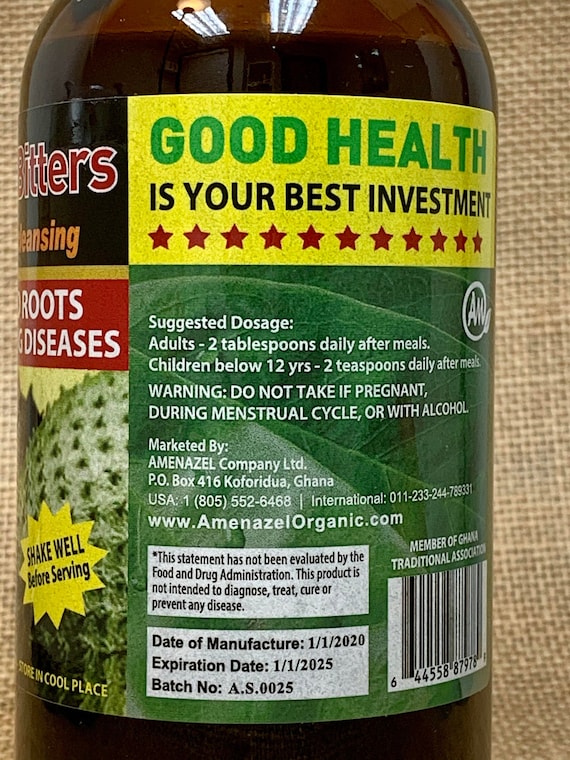 Bitters
eansing
ROOTS
DISEASES
SHAKE WELL
Before Serving
STORE IN COOL PLACE
GOOD HEALTH
IS YOUR BEST INVESTMENT
AM
Suggested Dosage:
Adults - 2 tablespoons daily after meals.
Children below 12 yrs - 2 teaspoons daily after meals.
WARNING: DO NOT TAKE IF PREGNANT,
DURING MENSTRUAL CYCLE, OR WITH ALCOHOL.
Marketed By:
AMENAZEL Company Ltd.
P.O. Box 416 Koforidua, Ghana
USA: 1 (805) 552-6468 | International: 011-233-244-789331
www.AmenazelOrganic.com
MEMBER OF GHANA
TRADITIONAL ASSOCIATION
*This statement has not been evaluated by the
Food and Drug Administration. This product is
not intended to diagnose, treat, cure or
prevent any disease.
Date of Manufacture: 1/1/2020
Expiration Date: 1/1/2025
Batch No: A.S.0025
6 44558 87978